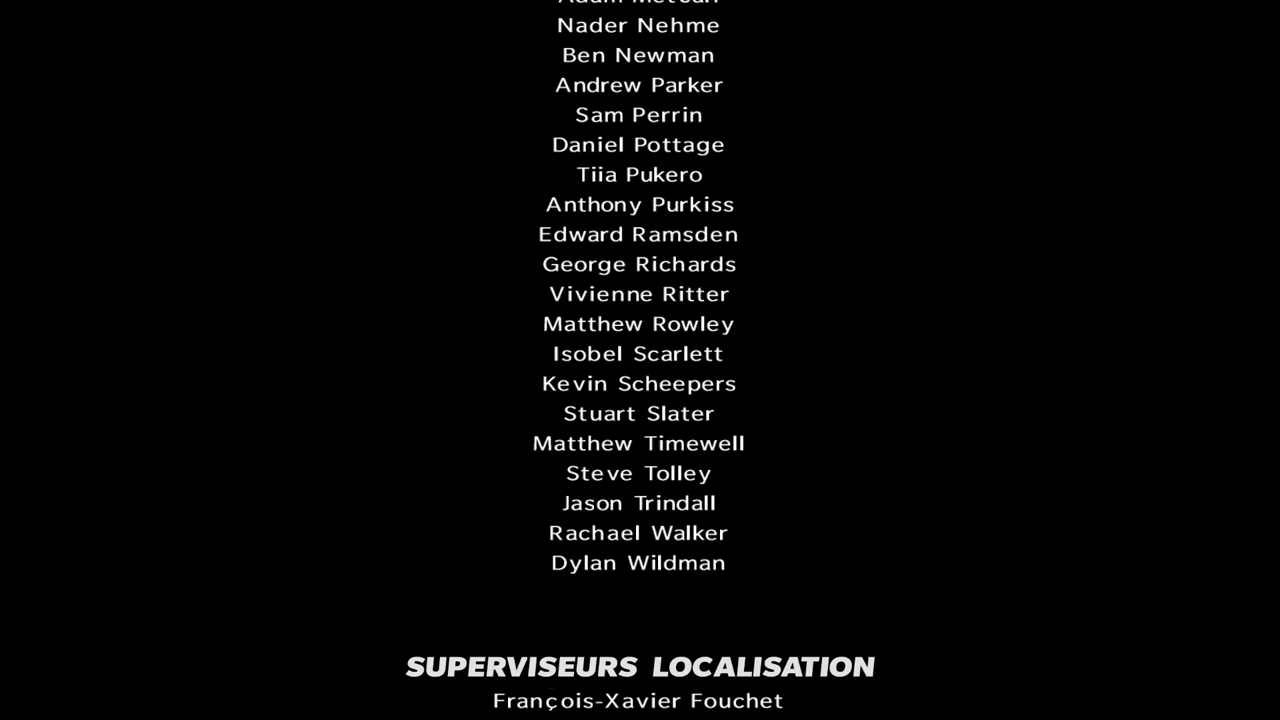 Nader Nehme
Ben Newman
Andrew Parker
Sam Perrin
Daniel Pottage
Tiia Pukero
Anthony Purkiss
Edward Ramsden
George Richards
Vivienne Ritter
Matthew Rowley
Isobel Scarlett
Kevin Scheepers
Stuart Slater
Matthew Timewell
Steve Tolley
Jason Trindall
Rachael Walker
Dylan Wildman
SUPERVISEURS LOCALISATION
François-Xavier Fouchet